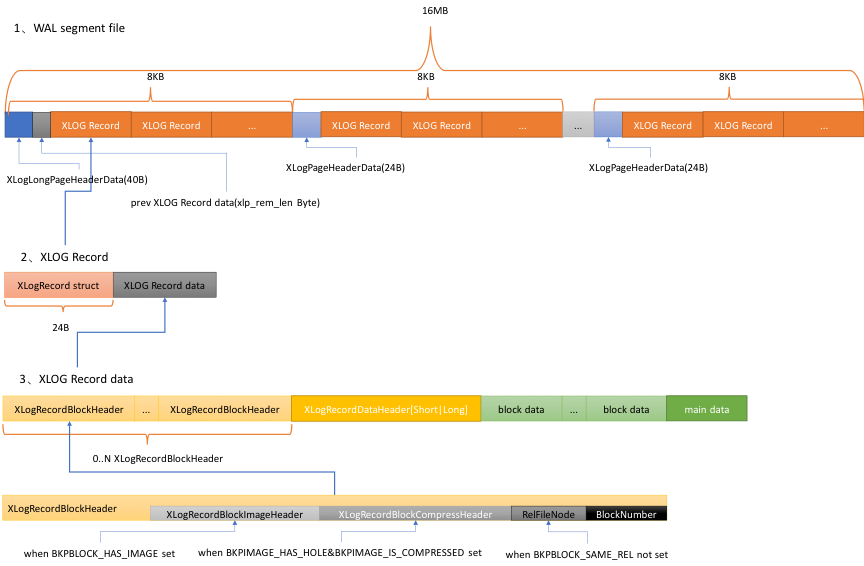 16MB
1、WAL segment file
8KB
8KB
8KB
XLOG Record
XLOG Record
...
XLOG Record
XLOG Record
...
...
XLOG Record
XLOG Record
...
XLogLongPageHeaderData(40B)
XLogPageHeaderData(24B)
XLogPageHeaderData(24B)
prev XLOG Record data(xlp_rem_len Byte)
2、XLOG Record
XLogRecord struct
XLOG Record data
24B
3、XLOG Record data
XLogRecordBlockHeader
...
XLogRecordBlockHeader
XLogRecordDataHeader[Short|Long]
block data
...
block data
main data
0..N XLogRecordBlockHeader
XLogRecordBlockHeader
XLogRecordBlockImageHeader
XLogRecordBlockCompressHeader
RelFileNode
BlockNumber
when BKPBLOCK_HAS_IMAGE set
when BKPIMAGE_HAS_HOLE&BKPIMAGE_IS_COMPRESSED set
when BKPBLOCK_SAME_REL not set